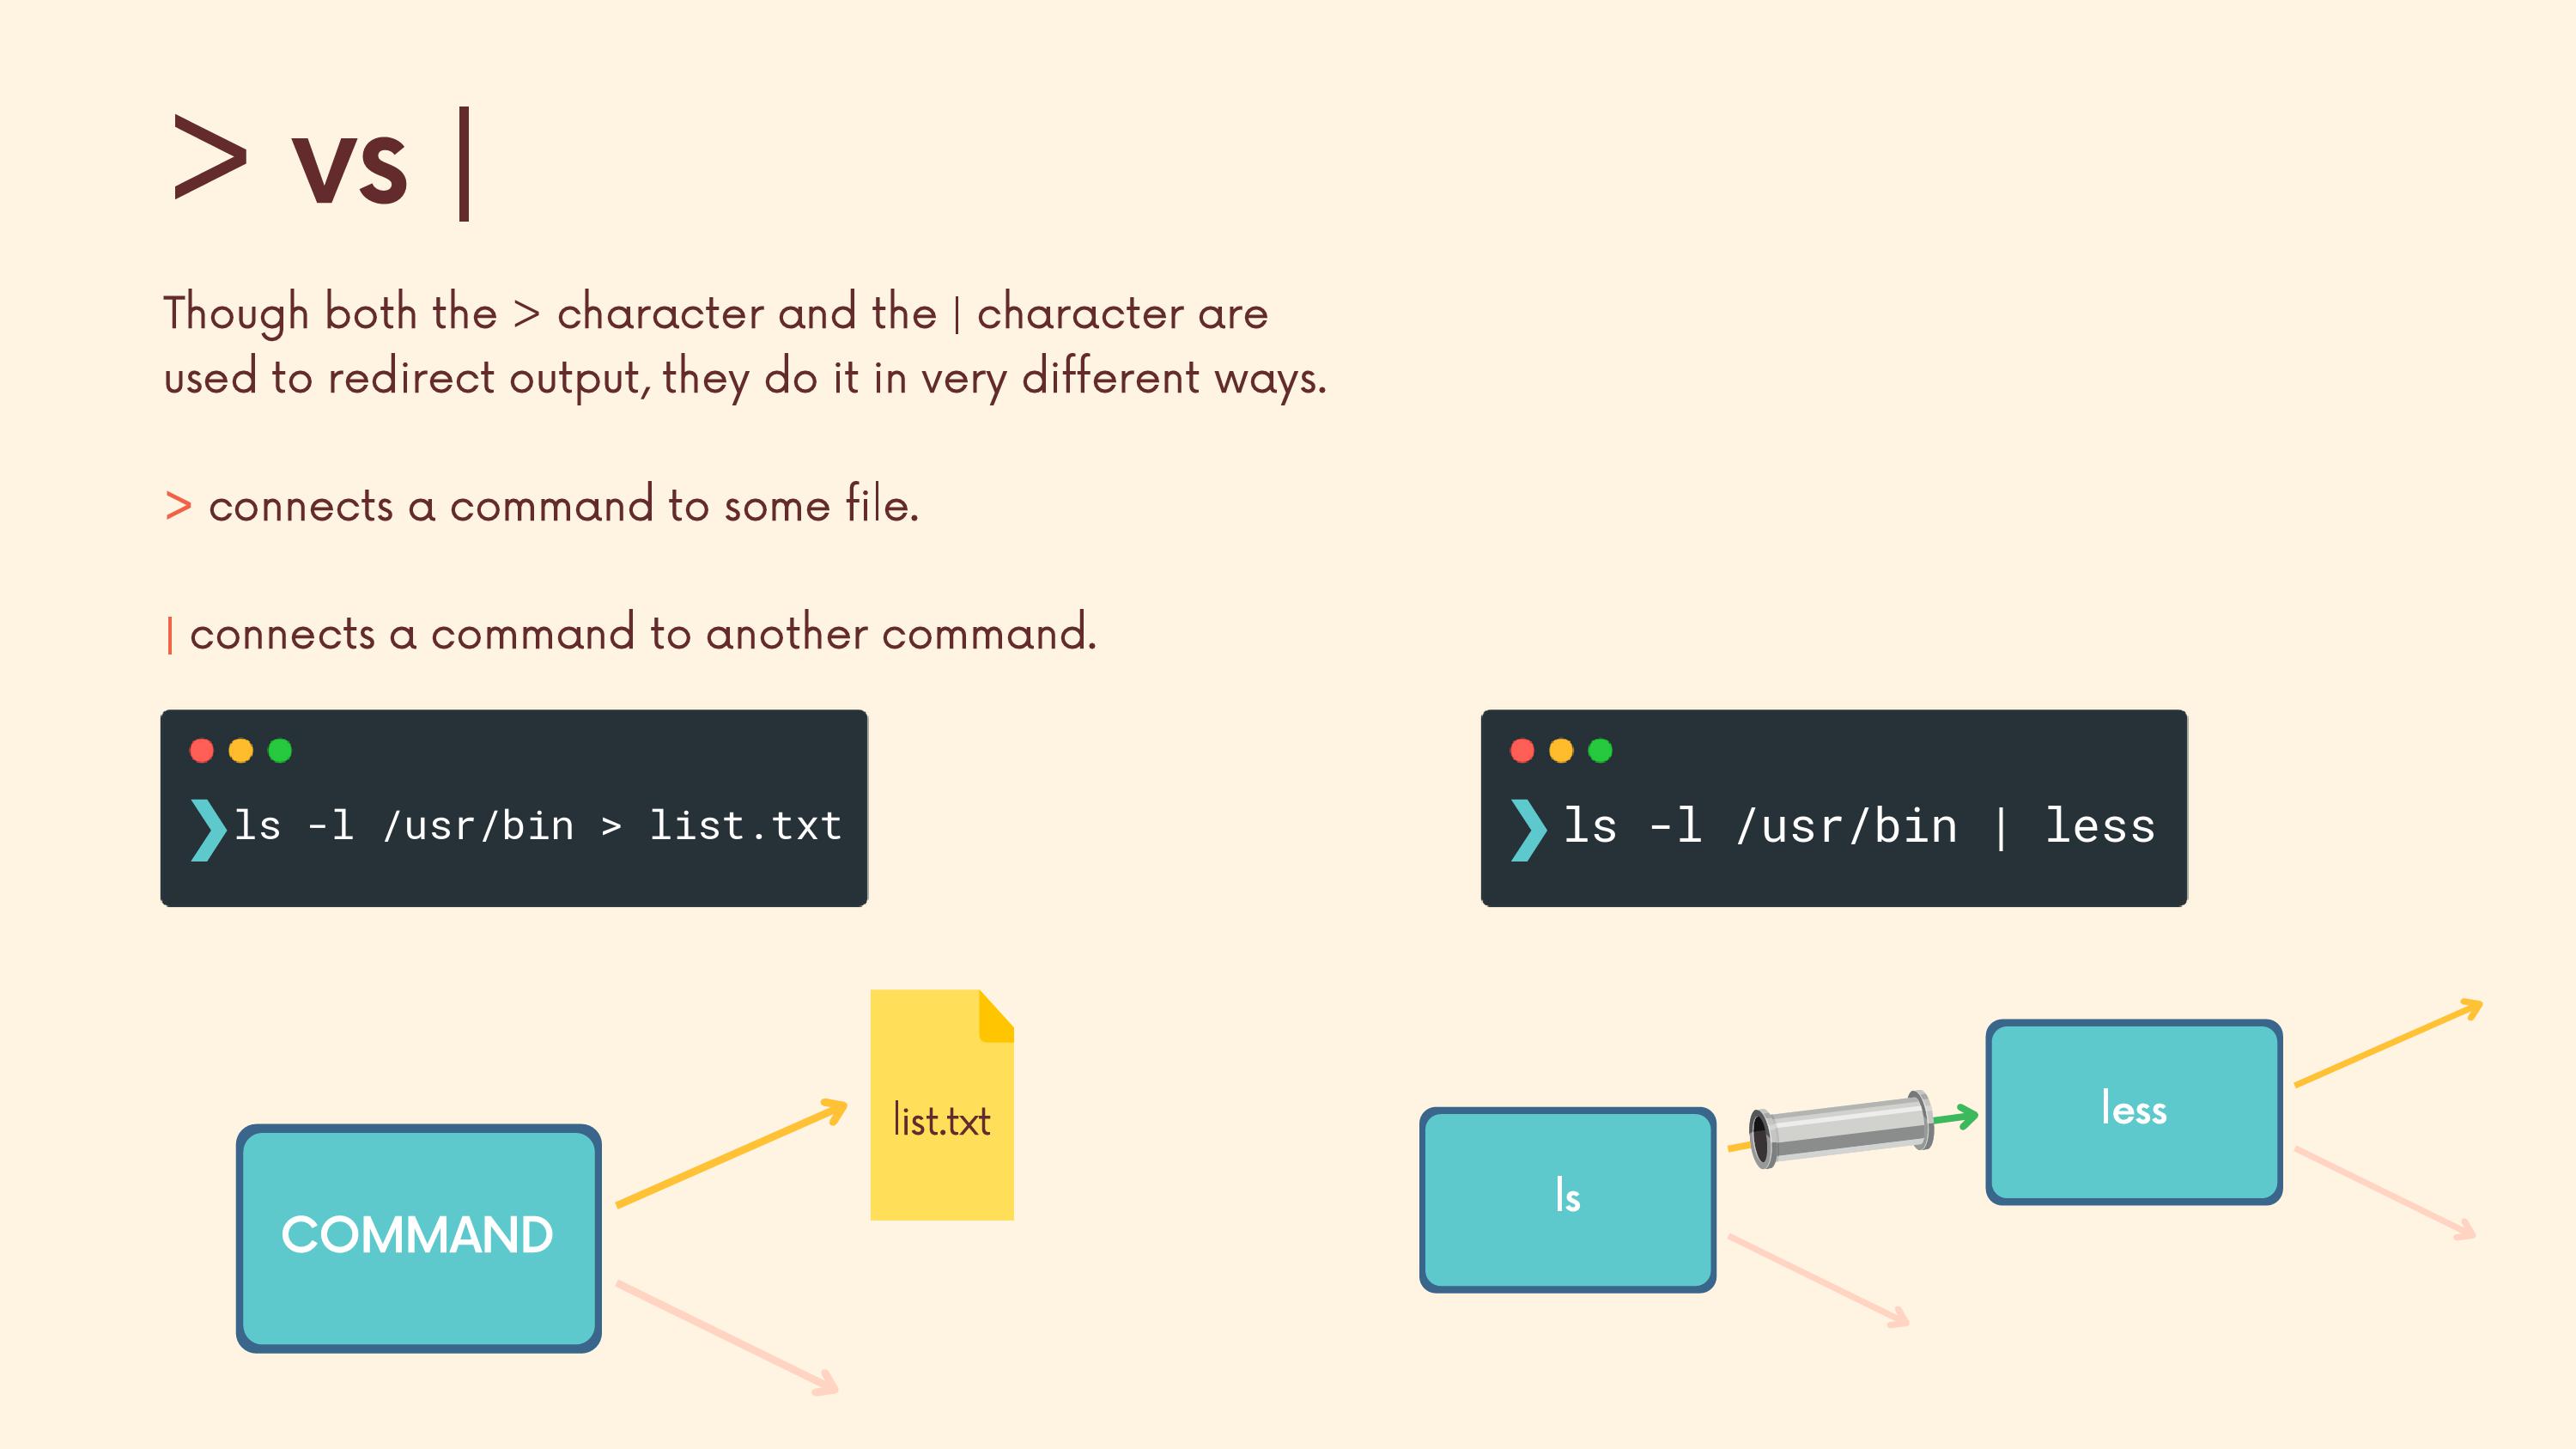 > vs |
Though both the > character and the | character are
used to redirect output, they do it in very different ways.
> connects a command to some file.
| connects a command to another command.
❯ls -l /usr/bin > list.txt
❯ ls -l /usr/bin | less
list.txt
COMMAND
ls
less